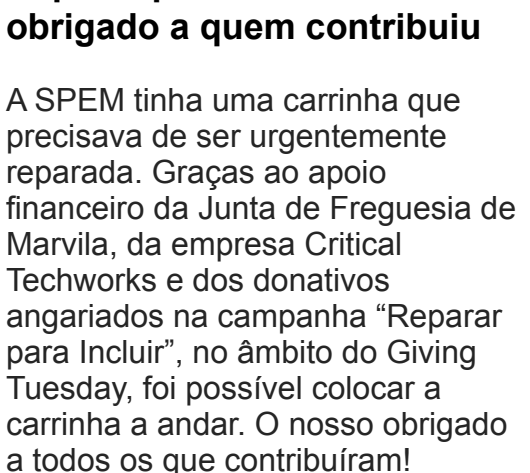 obrigado a quem contribuiu
A SPEM tinha uma carrinha que
precisava de ser urgentemente
reparada. Graças ao apoio
financeiro da Junta de Freguesia de
Marvila, da empresa Critical
Techworks e dos donativos
angariados na campanha “Reparar
para Incluir”, no âmbito do Giving
Tuesday, foi possível colocar a
carrinha a andar. O nosso obrigado
a todos os que contribuíram!